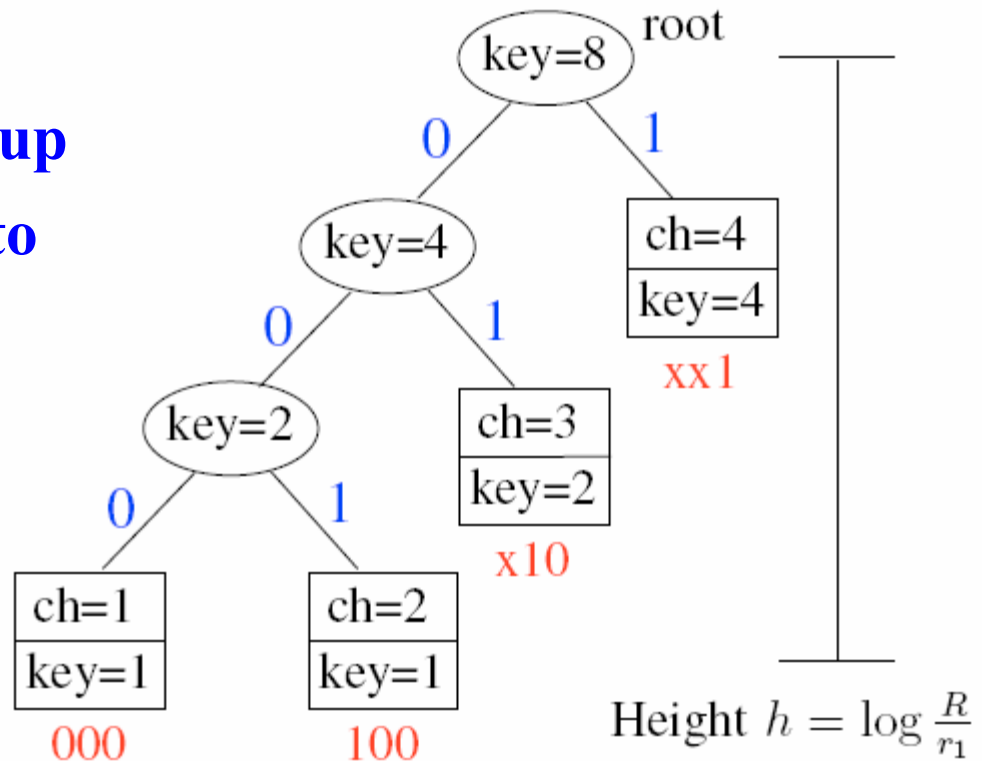 root
key=8
up
0
1
to
key=4
ch=4
key=4
0
1
xx1
key=2
ch=3
key=2
0
1
x10
ch=1
key=1
ch=2
key=1
000
100
Height h = log R/r₁